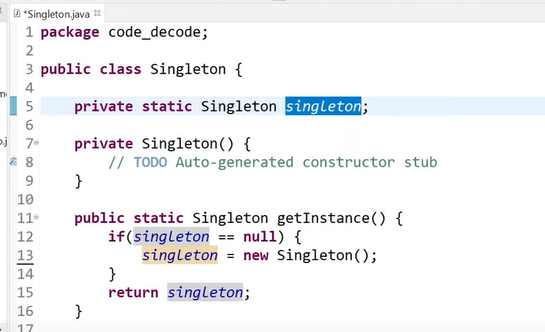 *Singleton.java
1 package code_decode;
2
3 public class Singleton {
4
5     private static Singleton singleton;
6
7     private Singleton() {
8         // TODO Auto-generated constructor stub
9     }
10
11     public static Singleton getInstance() {
12         if(singleton == null) {
13             singleton = new Singleton();
14         }
15         return singleton;
16     }
17